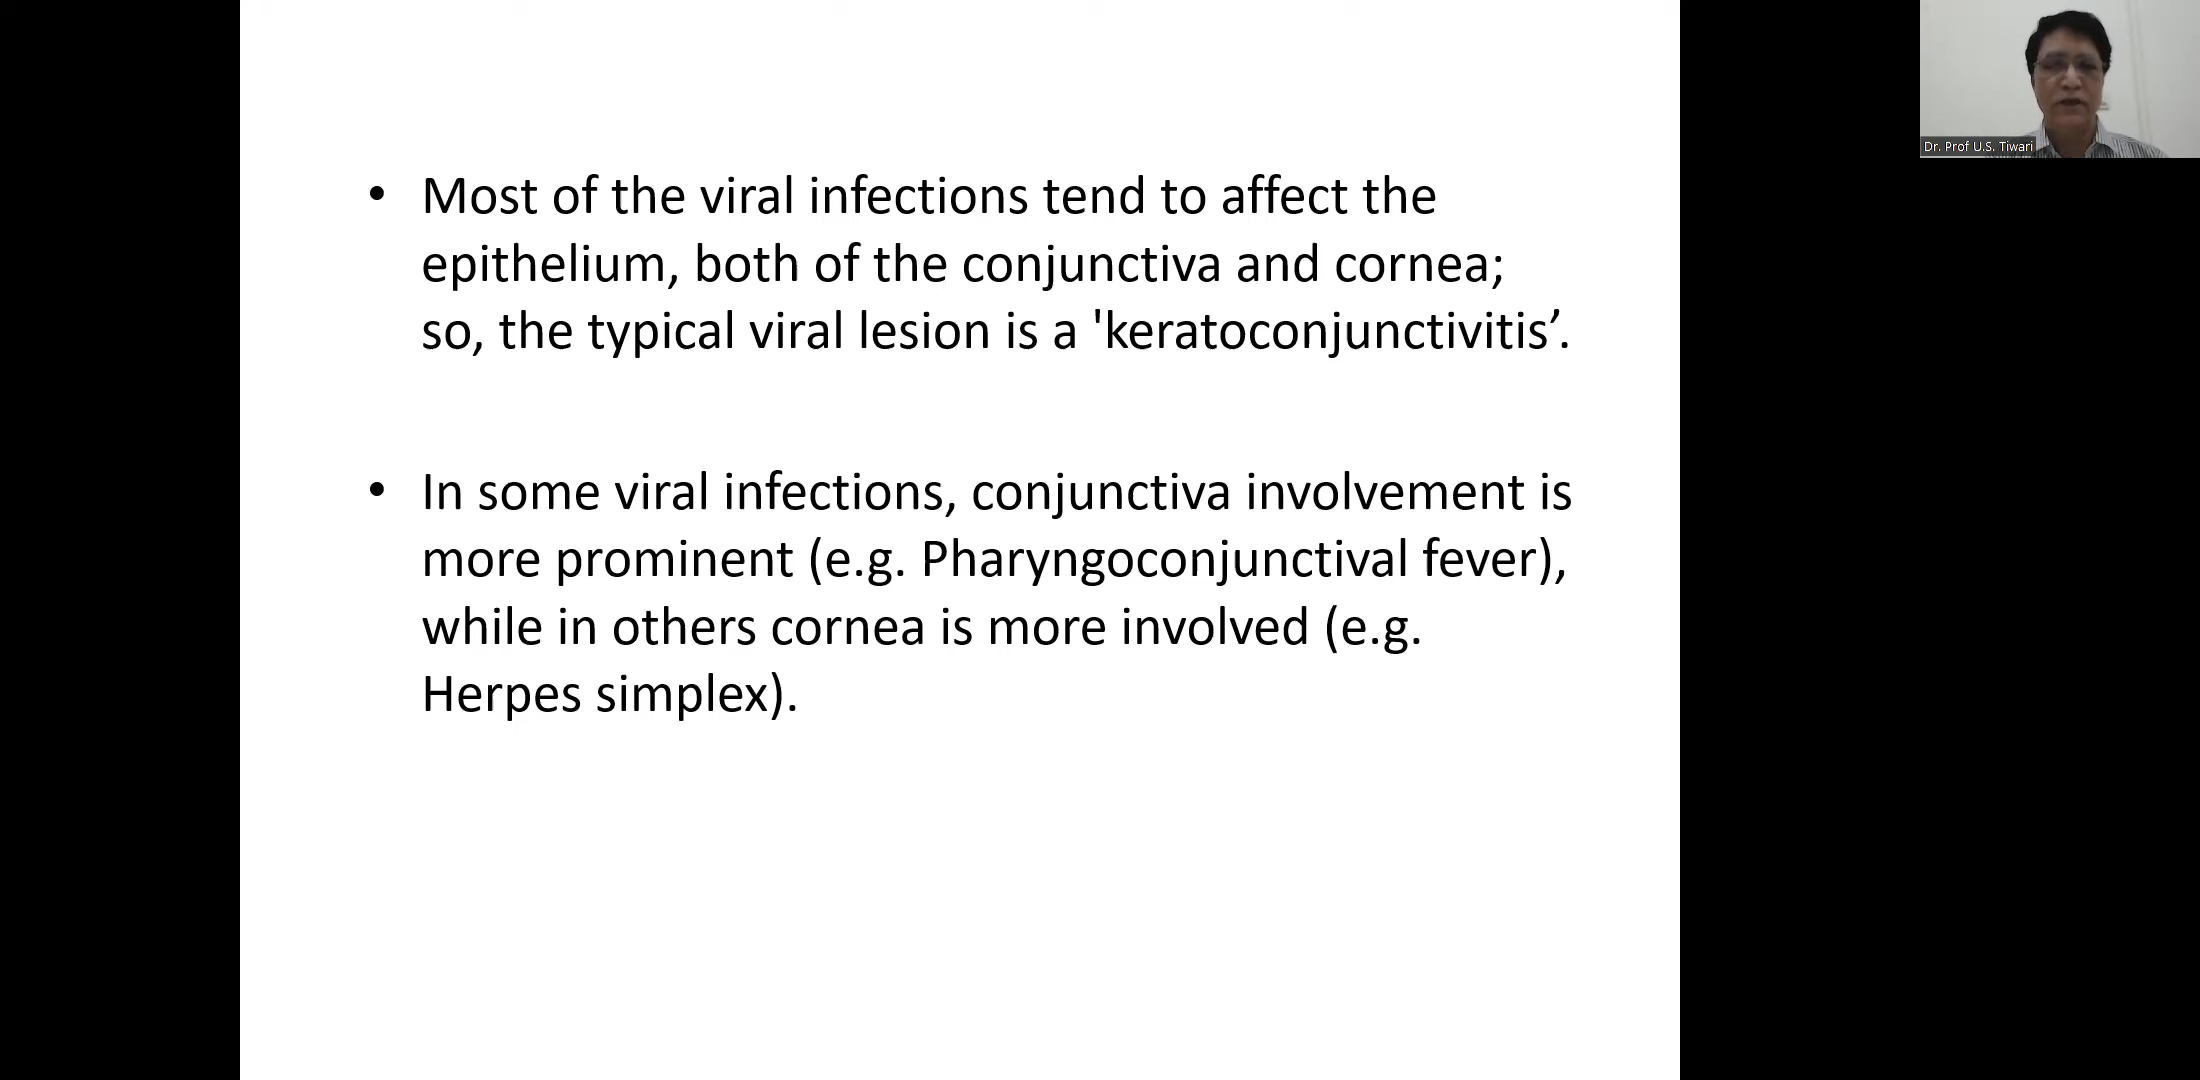 • Most of the viral infections tend to affect the
epithelium, both of the conjunctiva and cornea;
so, the typical viral lesion is a 'keratoconjunctivitis’.
• In some viral infections, conjunctiva involvement is
more prominent (e.g. Pharyngoconjunctival fever),
while in others cornea is more involved (e.g.
Herpes simplex).
Dr. Prof U.S. Tiwari